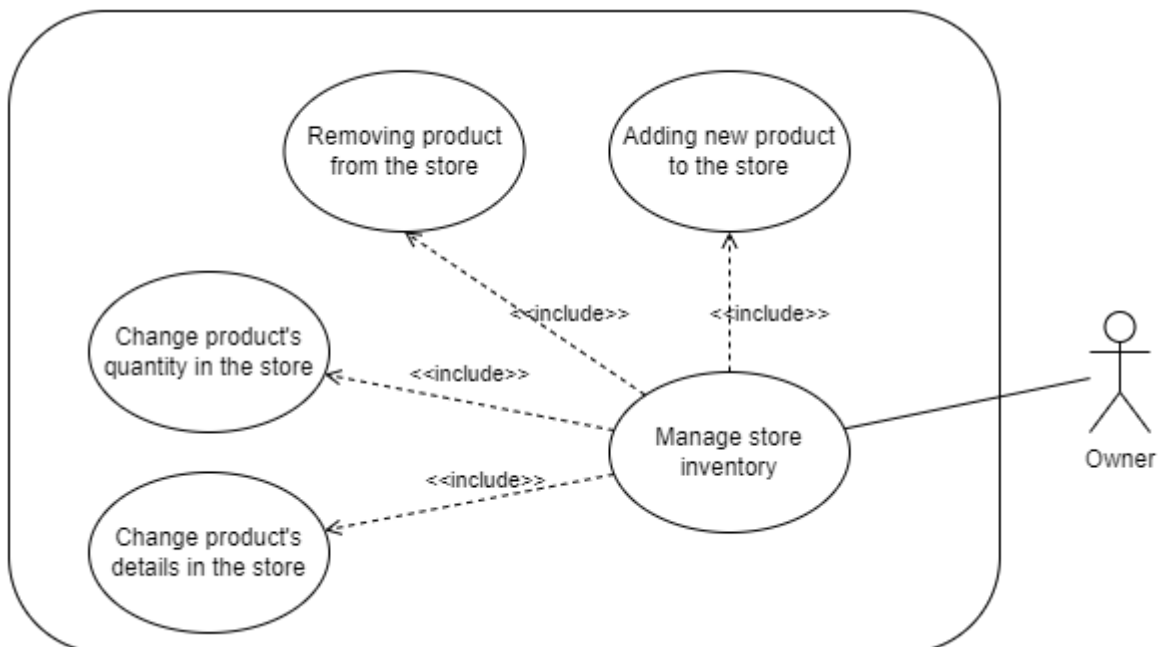 Removing product
from the store
Adding new product
to the store
<<include>>
<<include>>
Change product's
quantity in the store
<<include>>
Manage store
inventory
Owner
<<include>>
Change product's
details in the store